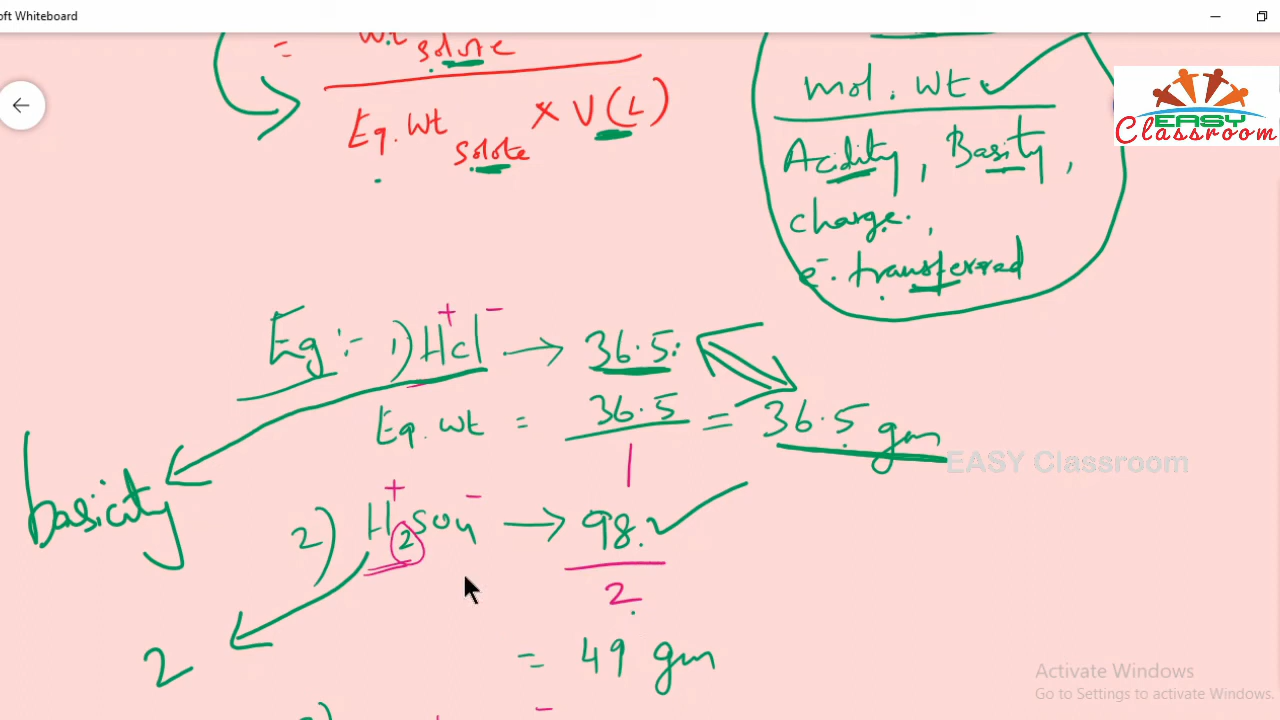 oft Whiteboard
= Wt solute
Eq. Wt solute × V(L)
mol. wt
Acidity, Basity,
charge.,
e-. transferred
EASY
Classroom
Eg :- 1) H+cl- → 36.5.
Eq. wt = 36.5 / 1 = 36.5 gm
EASY Classroom
basicity
2) H+2so4- → 98.
2
2
= 49 gm
Activate Windows
Go to Settings to activate Windows.